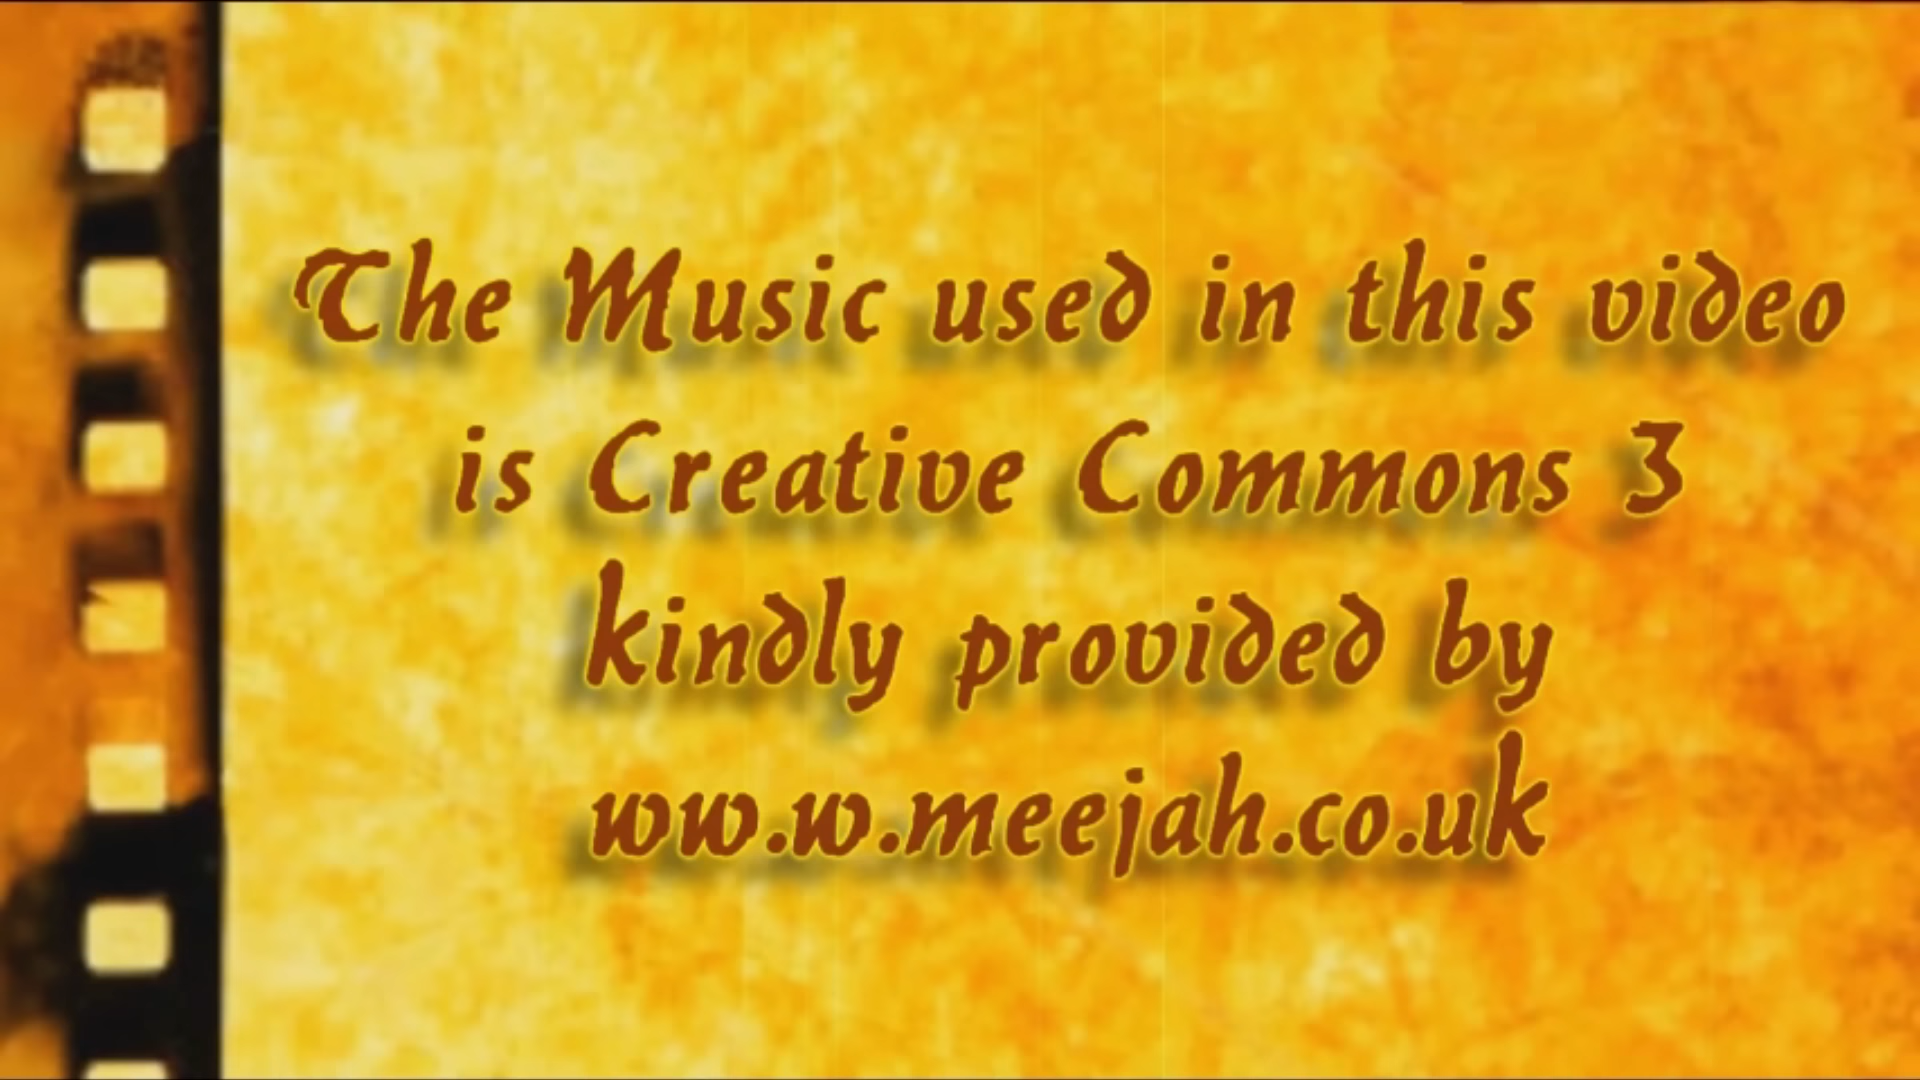 The Music used in this video
is Creative Commons 3
kindly provided by
www.meejah.co.uk